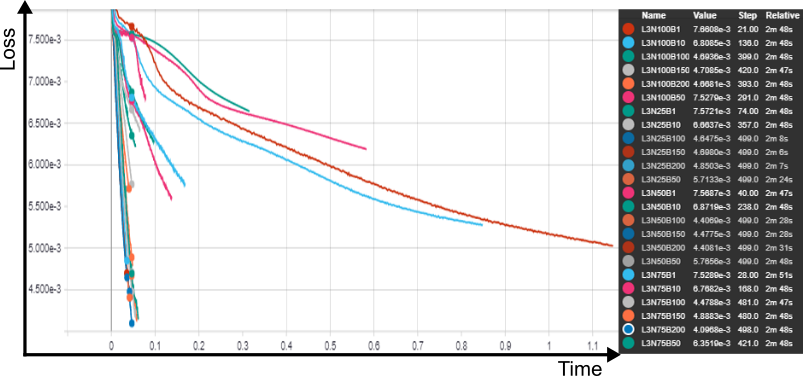 Loss
7.500e-3
7.000e-3
6.500e-3
6.000e-3
5.500e-3
5.000e-3
4.500e-3
0 0.1 0.2 0.3 0.4 0.5 0.6 0.7 0.8 0.9 1 1.1
Time
Name Value Step Relative
L3N100B1 7.6608e-3 21.00 2m 48s
L3N100B10 6.8085e-3 136.0 2m 48s
L3N100B100 4.6936e-3 399.0 2m 48s
L3N100B150 4.7085e-3 420.0 2m 47s
L3N100B200 4.6681e-3 393.0 2m 48s
L3N100B50 7.5279e-3 291.0 2m 48s
L3N25B1 7.5721e-3 74.00 2m 48s
L3N25B10 6.6637e-3 357.0 2m 48s
L3N25B100 4.6475e-3 499.0 2m 8s
L3N25B150 4.6980e-3 499.0 2m 6s
L3N25B200 4.8503e-3 499.0 2m 7s
L3N25B50 5.7133e-3 499.0 2m 24s
L3N50B1 7.5687e-3 40.00 2m 47s
L3N50B10 6.8719e-3 238.0 2m 48s
L3N50B100 4.4069e-3 499.0 2m 28s
L3N50B150 4.4775e-3 499.0 2m 28s
L3N50B200 4.4081e-3 499.0 2m 31s
L3N50B50 5.7656e-3 499.0 2m 48s
L3N75B1 7.5289e-3 28.00 2m 51s
L3N75B10 6.7682e-3 168.0 2m 48s
L3N75B100 4.4788e-3 481.0 2m 47s
L3N75B150 4.8883e-3 480.0 2m 48s
L3N75B200 4.0968e-3 498.0 2m 48s
L3N75B50 6.3519e-3 421.0 2m 48s